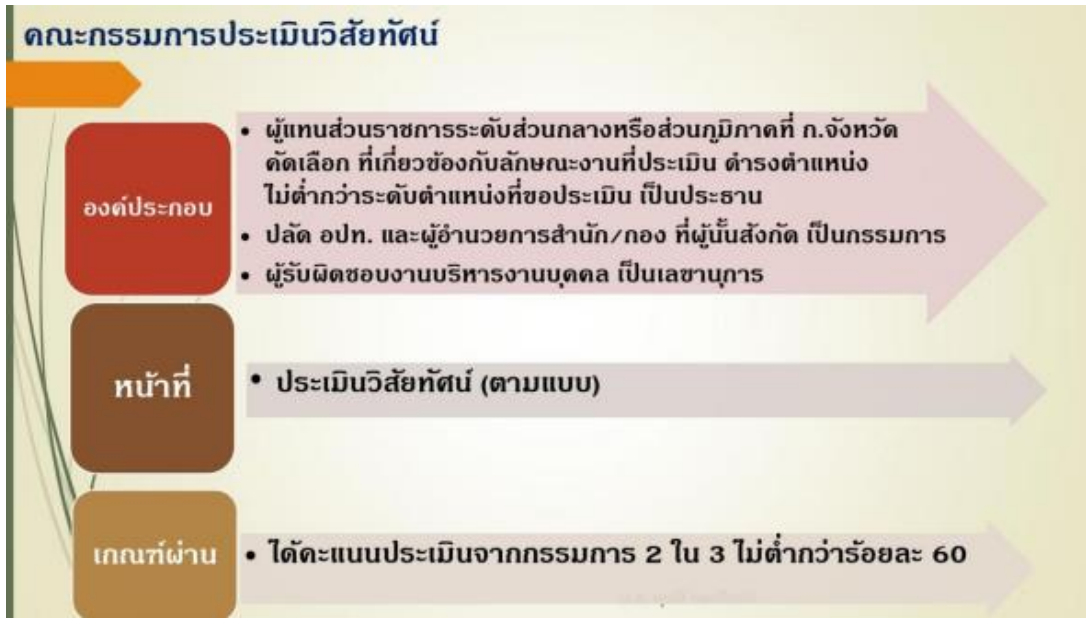 คณะกรรมการประเมินวิสัยทัศน์
องค์ประกอบ
• ผู้แทนส่วนราชการระดับส่วนกลางหรือส่วนภูมิภาคที่ ก.จังหวัด
คัดเลือก ที่เกี่ยวข้องกับลักษณะงานที่ประเมิน ดำรงตำแหน่ง
ไม่ต่ำกว่าระดับตำแหน่งที่ขอประเมิน เป็นประธาน
• ปลัด อปท. และผู้อำนวยการสำนัก/กอง ที่ผู้นั้นสังกัด เป็นกรรมการ
• ผู้รับผิดชอบงานบริหารงานบุคคล เป็นเลขานุการ
หน้าที่
• ประเมินวิสัยทัศน์ (ตามแบบ)
เกณฑ์ผ่าน
• ได้คะแนนประเมินจากกรรมการ 2 ใน 3 ไม่ต่ำกว่าร้อยละ 60